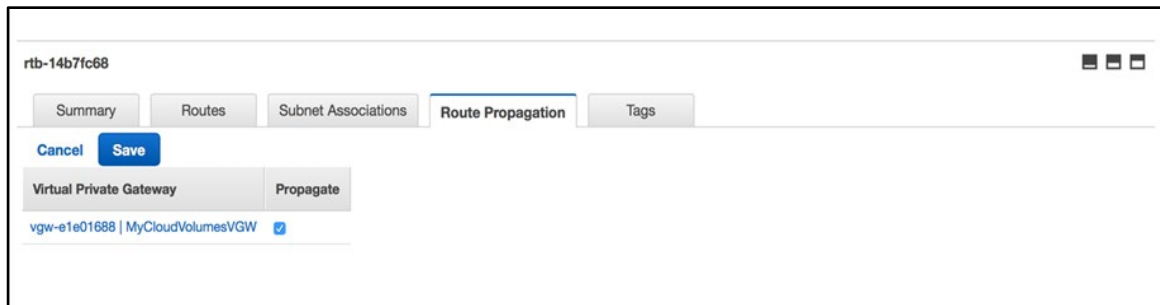 rtb-14b7fc68
Summary Routes Subnet Associations Route Propagation Tags
Cancel Save
Virtual Private Gateway Propagate
vgw-e1e01688 | MyCloudVolumesVGW